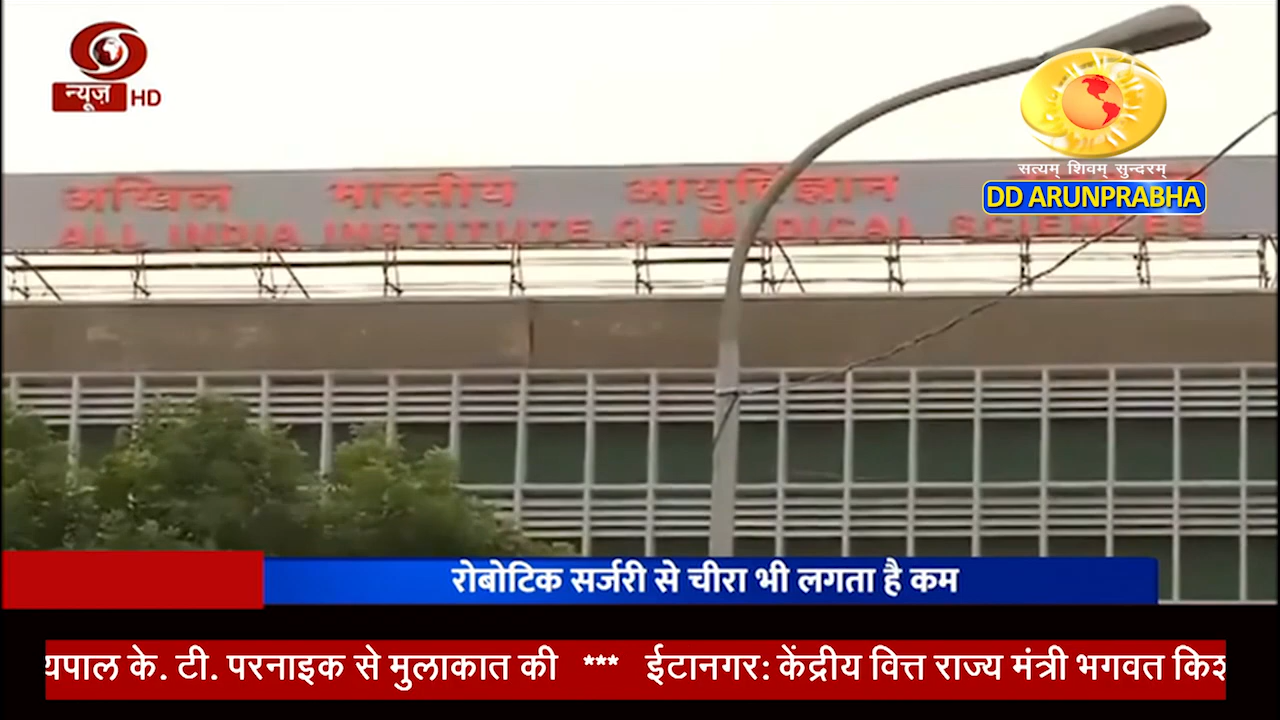 न्यूज़ HD
सत्यम् शिवम् सुन्दरम्
DD ARUNPRABHA
अखिल भारतीय आयुर्विज्ञान
ALL INDIA INSTITUTE OF MEDICAL SCIENCES
रोबोटिक सर्जरी से चीरा भी लगता है कम
यपाल के. टी. परनाइक से मुलाकात की *** ईटानगर: केंद्रीय वित्त राज्य मंत्री भगवत किश